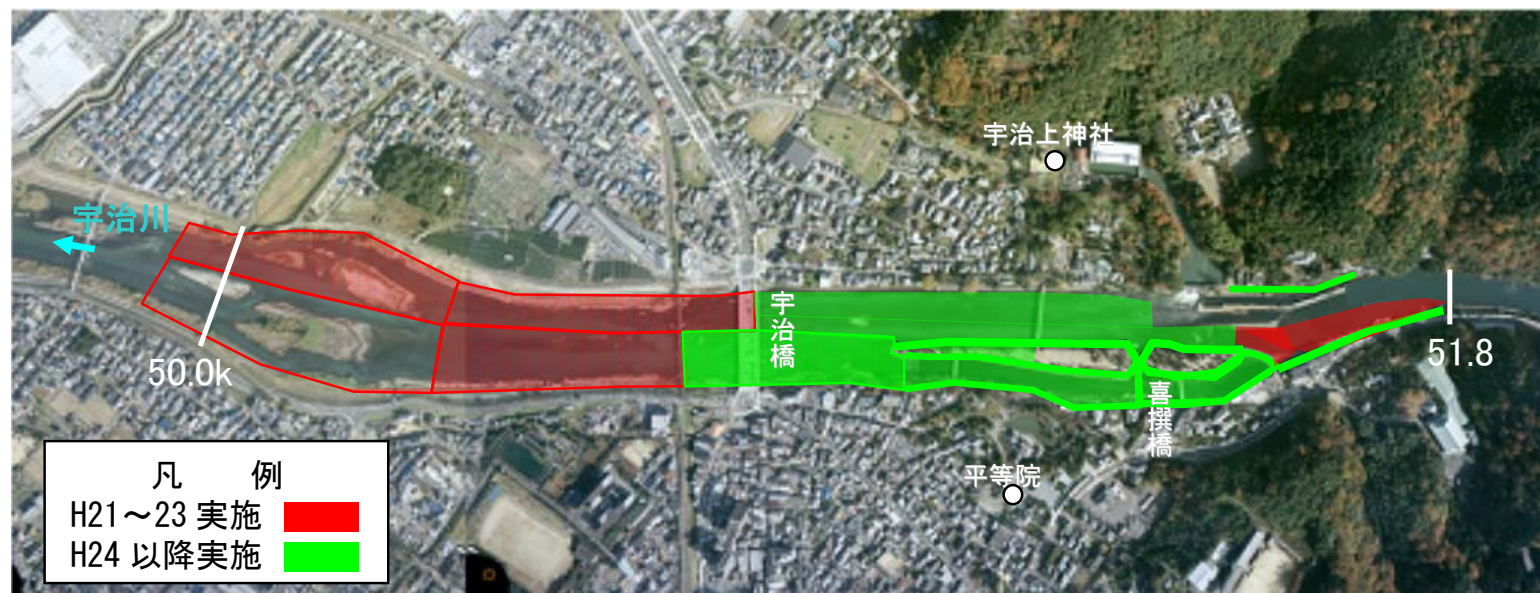 宇治上神社
宇治川
宇治橋
50.0k
51.8
喜撰橋
平等院
凡　例
H21～23 実施
H24 以降実施